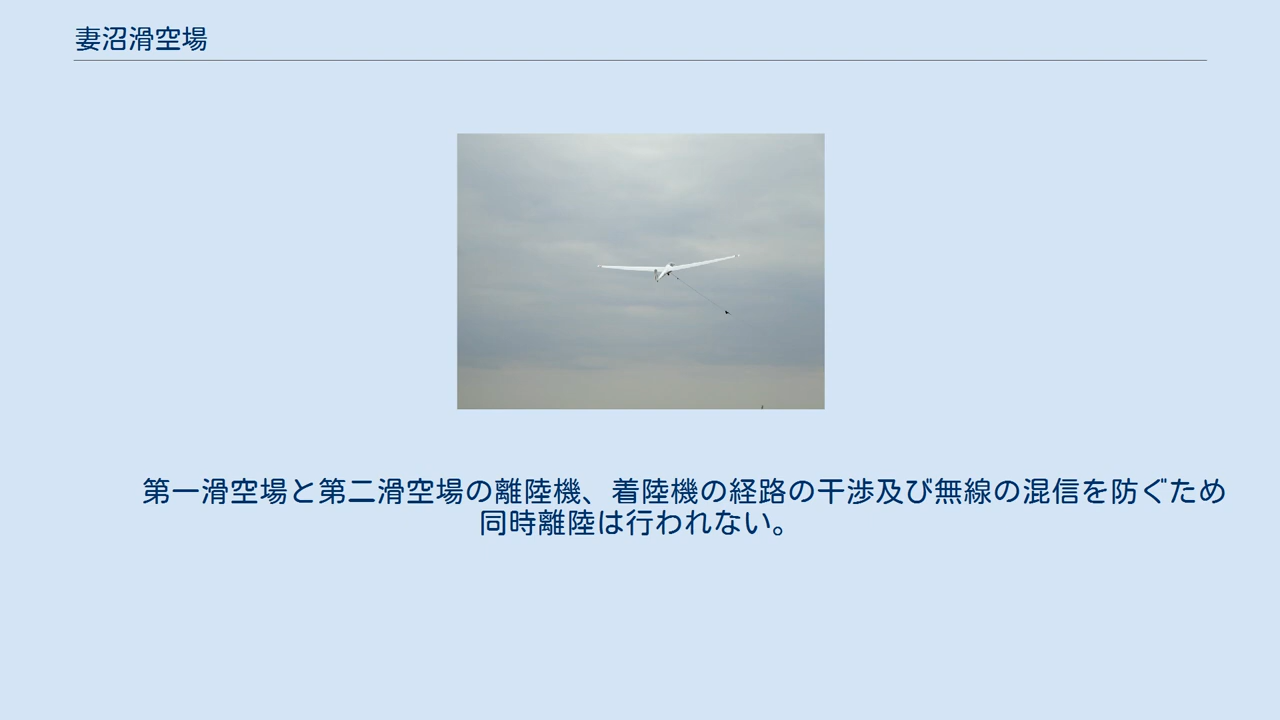 妻沼滑空場
第一滑空場と第二滑空場の離陸機、着陸機の経路の干渉及び無線の混信を防ぐため
同時離陸は行われない。